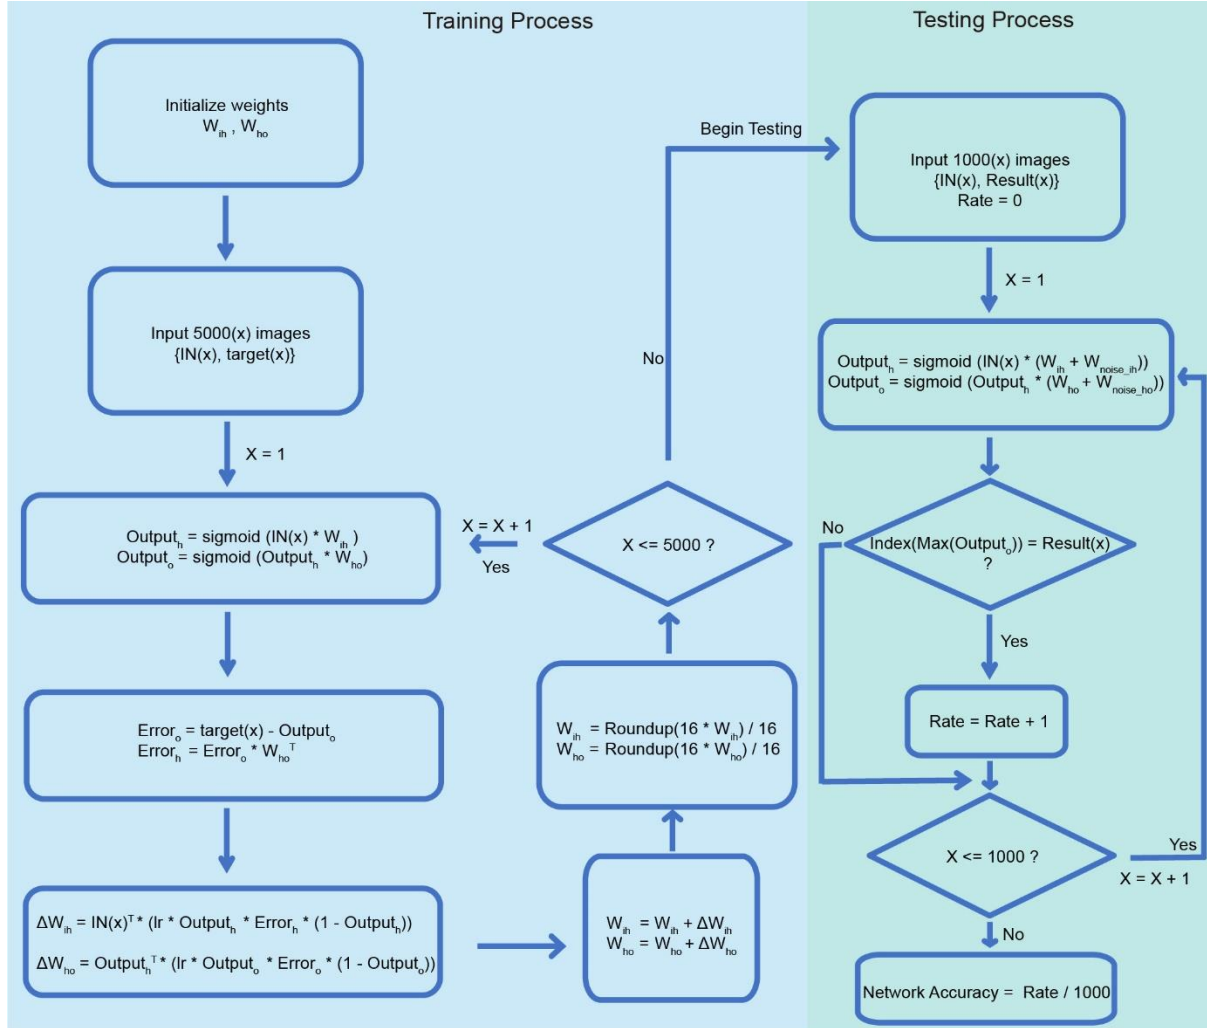 Training Process
Initialize weights
W_ih , W_ho
Input 5000(x) images
{IN(x), target(x)}
X = 1
Output_h = sigmoid (IN(x) * W_ih )
Output_o = sigmoid (Output_h * W_ho)
Error_o = target(x) - Output_o
Error_h = Error_o * W_ho^T
ΔW_ih = IN(x)^T * (lr * Output_h * Error_h * (1 - Output_h))
ΔW_ho = Output_h^T * (lr * Output_o * Error_o * (1 - Output_o))
W_ih = W_ih + ΔW_ih
W_ho = W_ho + ΔW_ho
W_ih = Roundup(16 * W_ih) / 16
W_ho = Roundup(16 * W_ho) / 16
X <= 5000 ?
X = X + 1
Yes
No
Begin Testing
Testing Process
Input 1000(x) images
{IN(x), Result(x)}
Rate = 0
X = 1
Output_h = sigmoid (IN(x) * (W_ih + W_noise_ih))
Output_o = sigmoid (Output_h * (W_ho + W_noise_ho))
Index(Max(Output_o)) = Result(x)
?
No
Yes
Rate = Rate + 1
X <= 1000 ?
Yes
X = X + 1
No
Network Accuracy = Rate / 1000